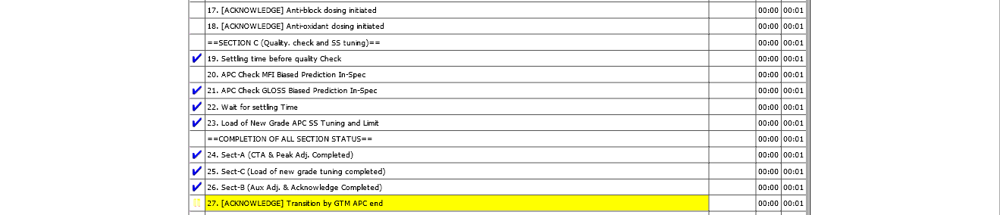 17. [ACKNOWLEDGE] Anti-block dosing initiated 00:00 00:01
18. [ACKNOWLEDGE] Anti-oxidant dosing initiated 00:00 00:01
==SECTION C (Quality, check and SS tuning)== 00:00 00:01
19. Settling time before quality Check 00:00 00:01
20. APC Check MFI Biased Prediction In-Spec 00:00 00:01
21. APC Check GLOSS Biased Prediction In-Spec 00:00 00:01
22. Wait for settling Time 00:00 00:01
23. Load of New Grade APC SS Tuning and Limit 00:00 00:01
==COMPLETION OF ALL SECTION STATUS== 00:00 00:01
24. Sect-A (CTA & Peak Adj. Completed) 00:00 00:01
25. Sect-C (Load of new grade tuning completed) 00:00 00:01
26. Sect-B (Aux Adj. & Acknowledge Completed) 00:00 00:01
27. [ACKNOWLEDGE] Transition by GTM APC end 00:00 00:01